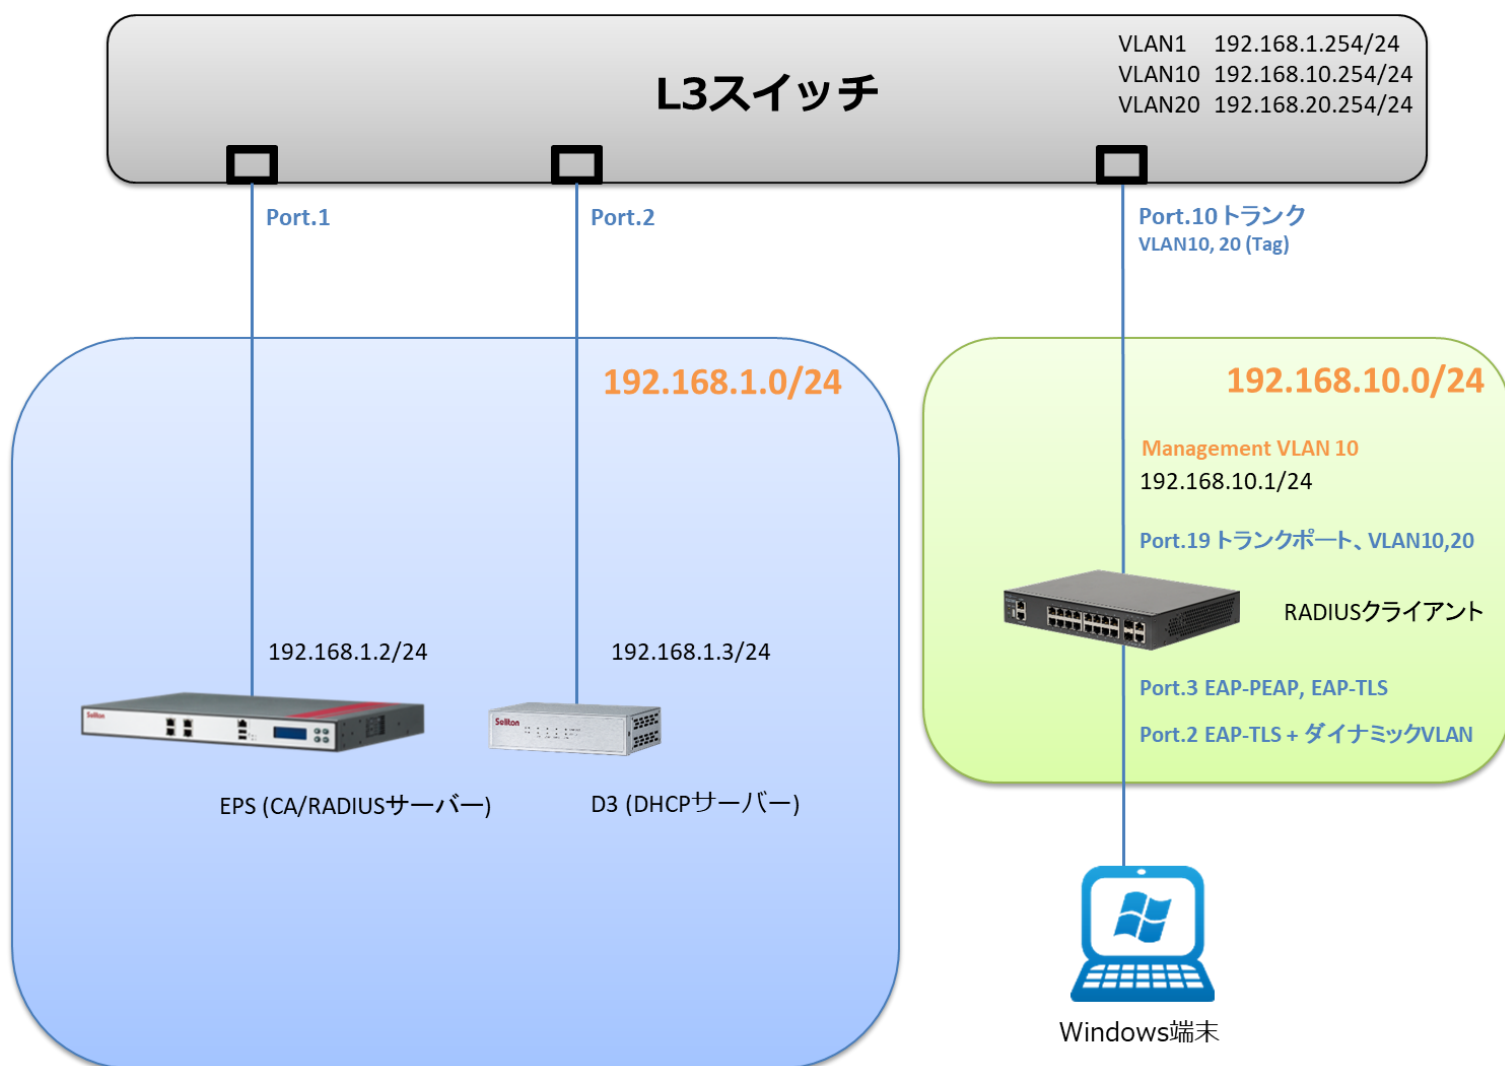 L3スイッチ
VLAN1 192.168.1.254/24
VLAN10 192.168.10.254/24
VLAN20 192.168.20.254/24
Port.1
Port.2
Port.10 トランク
VLAN10, 20 (Tag)
192.168.1.0/24
192.168.1.2/24
192.168.1.3/24
Soliton
Soliton
EPS (CA/RADIUSサーバー)
D3 (DHCPサーバー)
192.168.10.0/24
Management VLAN 10
192.168.10.1/24
Port.19 トランクポート、VLAN10,20
RADIUSクライアント
Port.3 EAP-PEAP, EAP-TLS
Port.2 EAP-TLS + ダイナミックVLAN
Windows端末